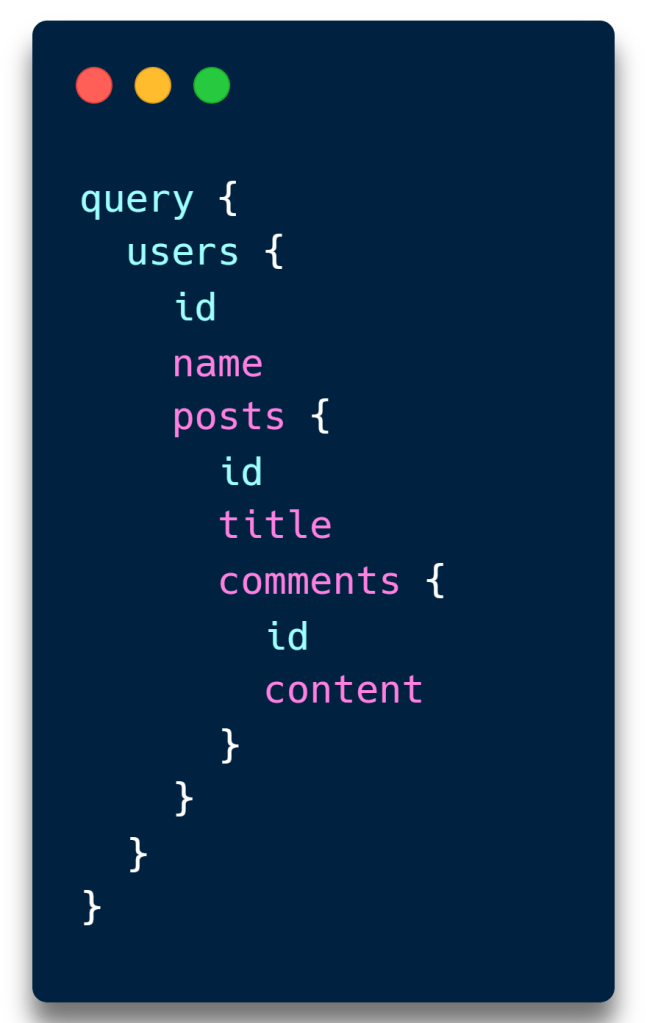 query {
  users {
    id
    name
    posts {
      id
      title
      comments {
        id
        content
      }
    }
  }
}